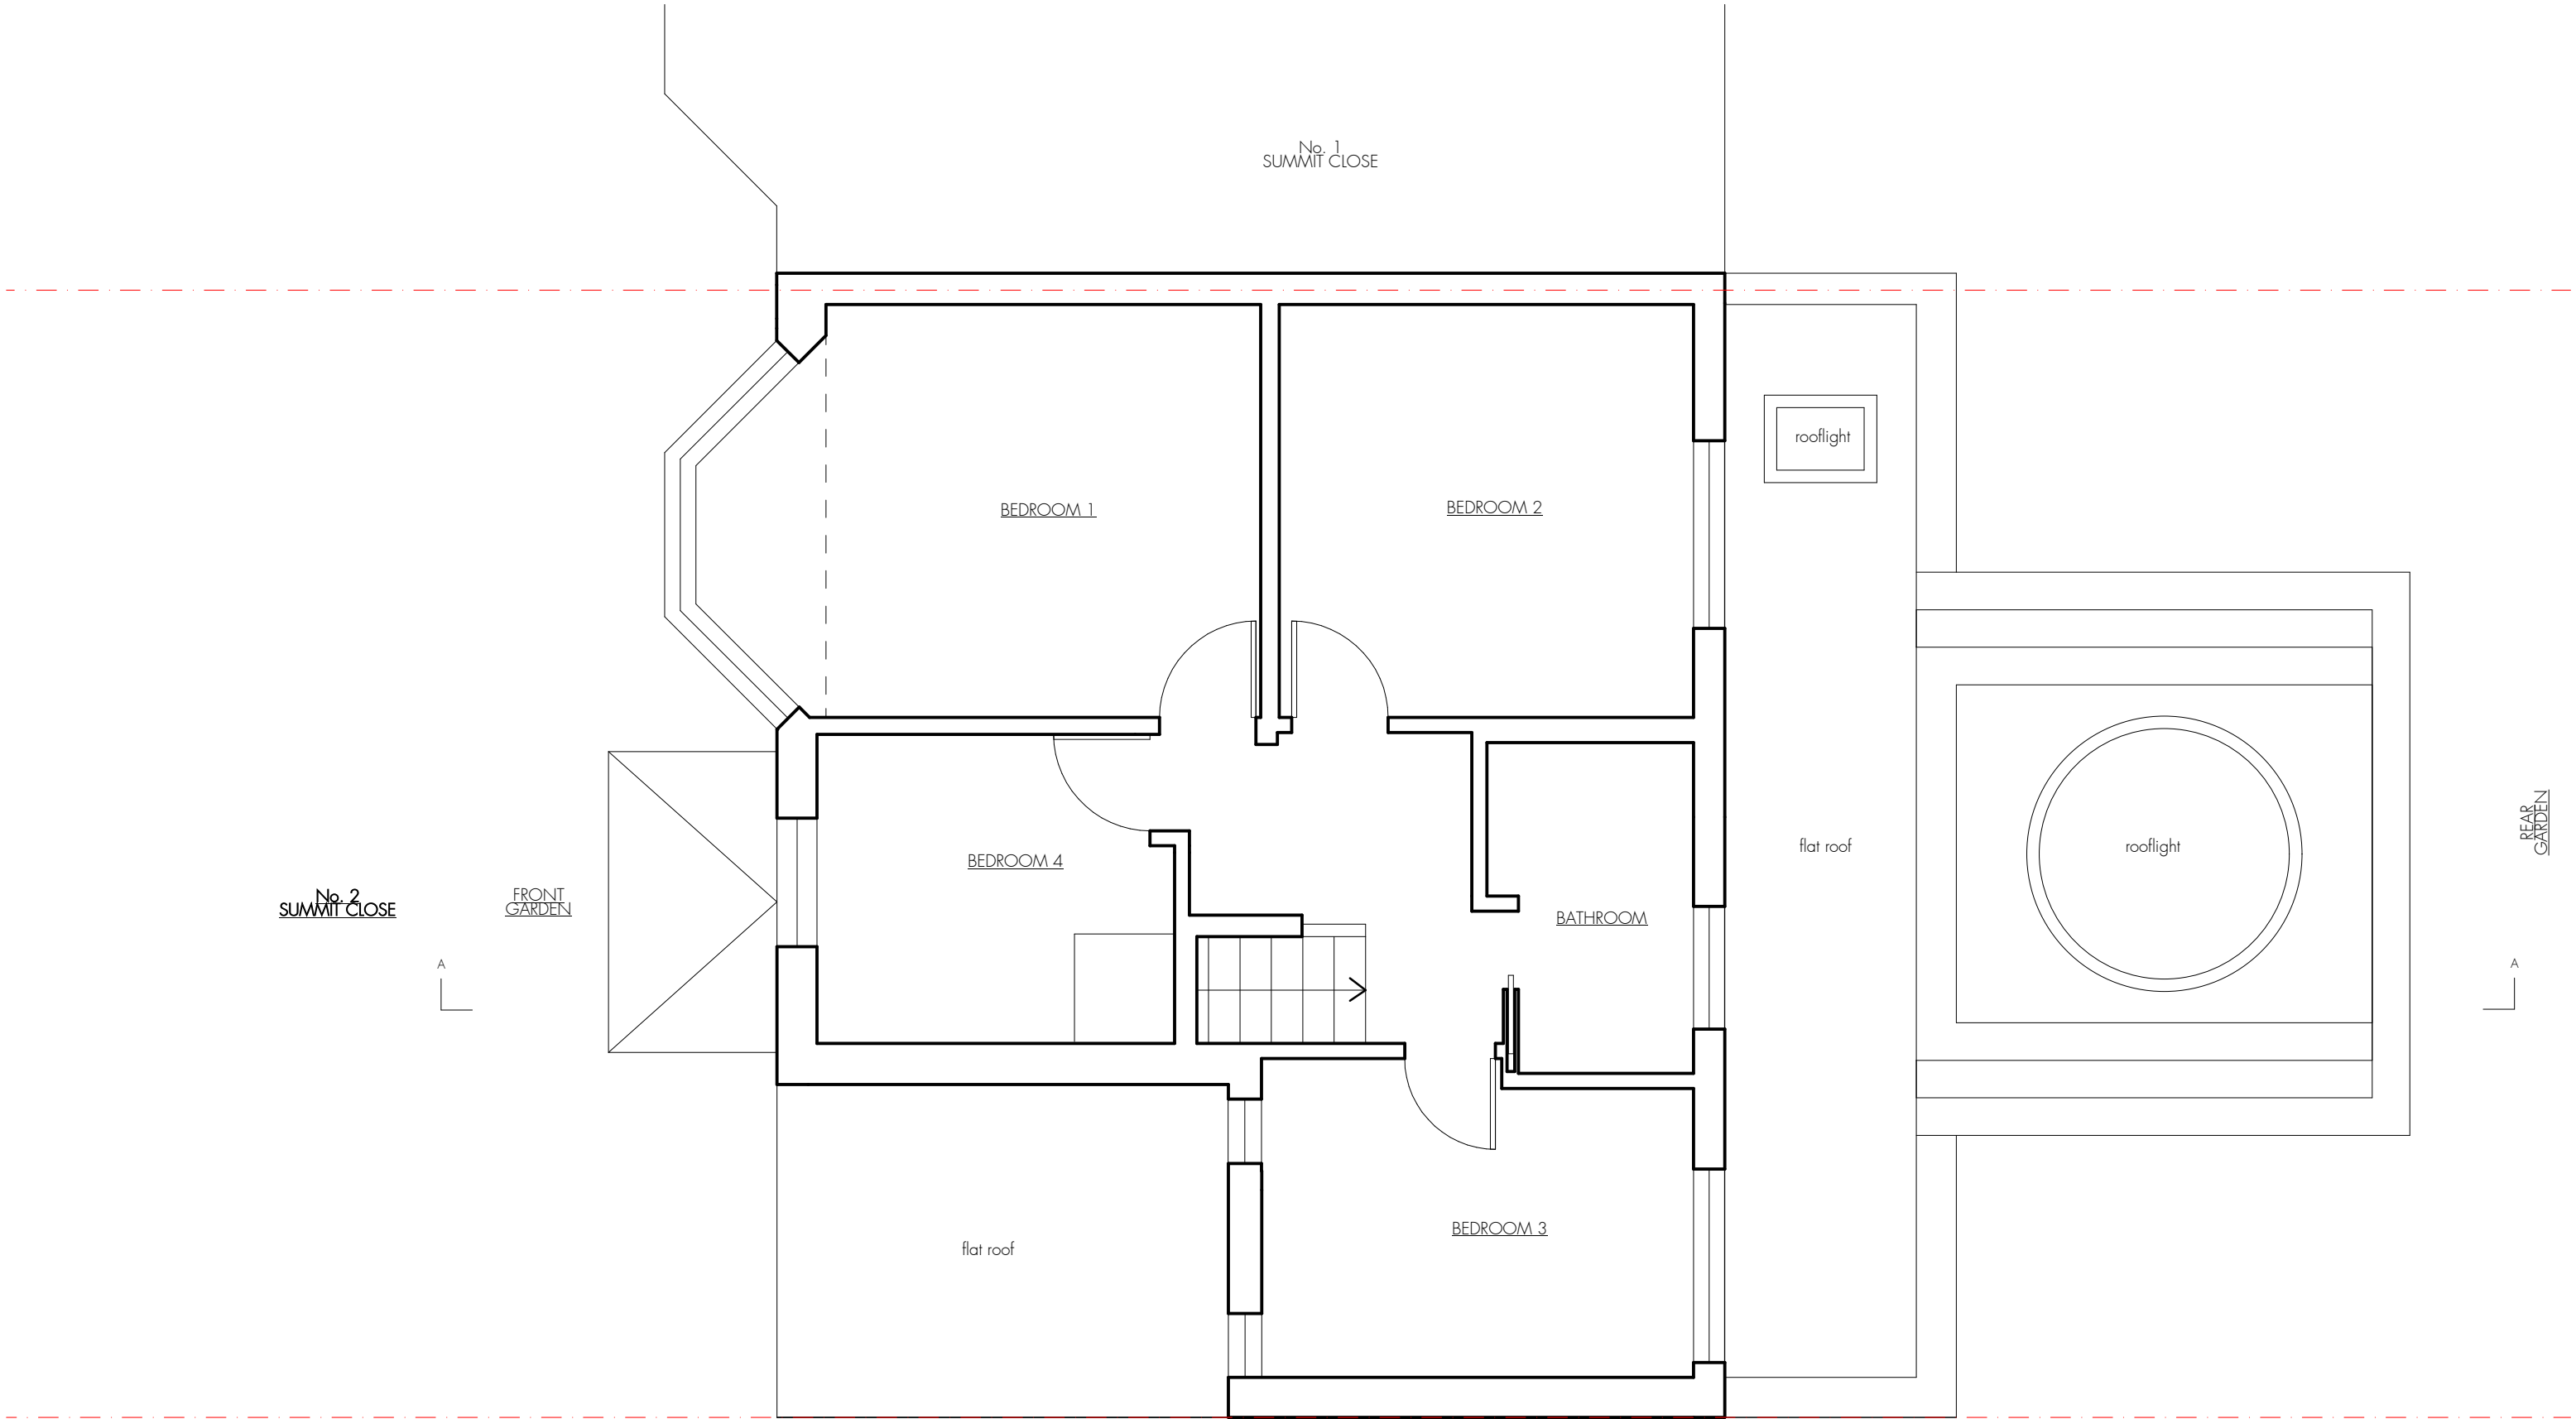 No. 1
SUMMIT CLOSE
rooflight
BEDROOM 1
BEDROOM 2
No. 2
SUMMIT CLOSE
FRONT
GARDEN
BEDROOM 4
BATHROOM
flat roof
rooflight
REAR
GARDEN
A
A
BEDROOM 3
flat roof